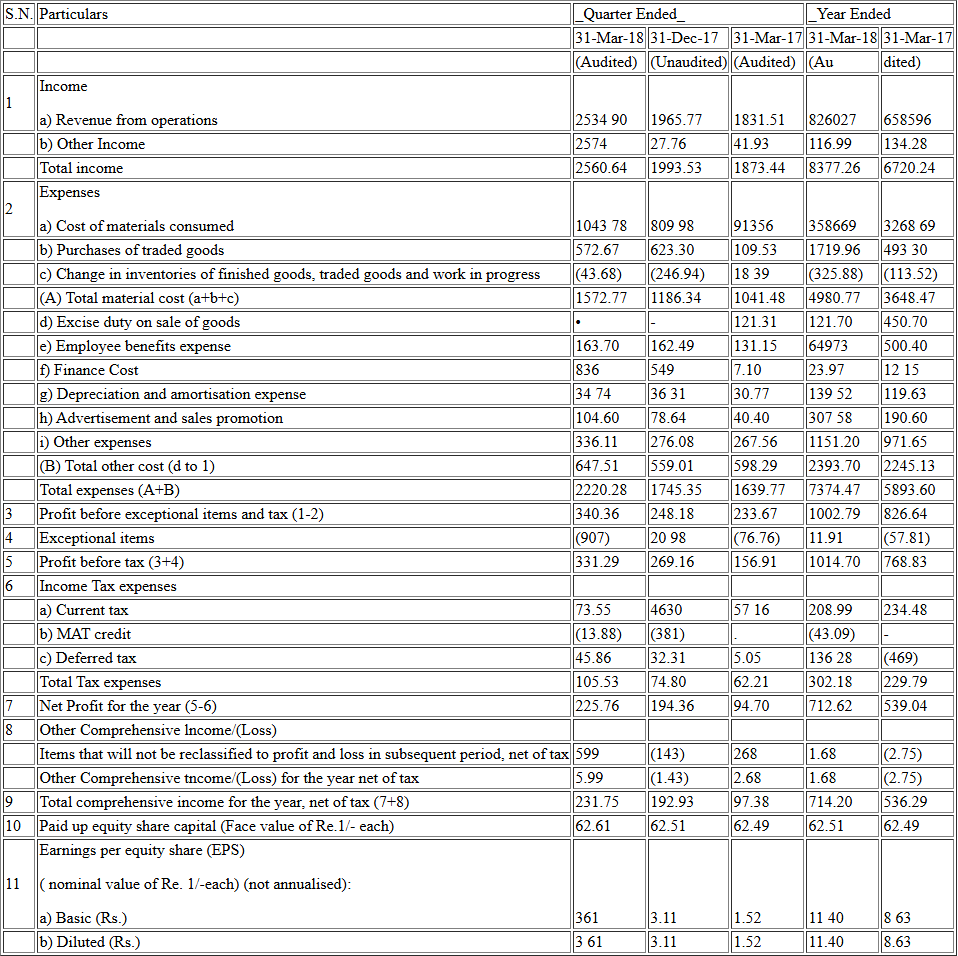 S.N. Particulars _Quarter Ended_ _Year Ended
31-Mar-18 31-Dec-17 31-Mar-17 31-Mar-18 31-Mar-17
(Audited) (Unaudited) (Audited) (Au dited)
Income
1
a) Revenue from operations 2534 90 1965.77 1831.51 826027 658596
b) Other Income 2574 27.76 41.93 116.99 134.28
Total income 2560.64 1993.53 1873.44 8377.26 6720.24
Expenses
2
a) Cost of materials consumed 1043 78 809 98 91356 358669 3268 69
b) Purchases of traded goods 572.67 623.30 109.53 1719.96 493 30
c) Change in inventories of finished goods, traded goods and work in progress (43.68) (246.94) 18 39 (325.88) (113.52)
(A) Total material cost (a+b+c) 1572.77 1186.34 1041.48 4980.77 3648.47
d) Excise duty on sale of goods • - 121.31 121.70 450.70
e) Employee benefits expense 163.70 162.49 131.15 64973 500.40
f) Finance Cost 836 549 7.10 23.97 12 15
g) Depreciation and amortisation expense 34 74 36 31 30.77 139 52 119.63
h) Advertisement and sales promotion 104.60 78.64 40.40 307 58 190.60
i) Other expenses 336.11 276.08 267.56 1151.20 971.65
(B) Total other cost (d to 1) 647.51 559.01 598.29 2393.70 2245.13
Total expenses (A+B) 2220.28 1745.35 1639.77 7374.47 5893.60
3 Profit before exceptional items and tax (1-2) 340.36 248.18 233.67 1002.79 826.64
4 Exceptional items (907) 20 98 (76.76) 11.91 (57.81)
5 Profit before tax (3+4) 331.29 269.16 156.91 1014.70 768.83
6 Income Tax expenses
a) Current tax 73.55 4630 57 16 208.99 234.48
b) MAT credit (13.88) (381) . (43.09) -
c) Deferred tax 45.86 32.31 5.05 136 28 (469)
Total Tax expenses 105.53 74.80 62.21 302.18 229.79
7 Net Profit for the year (5-6) 225.76 194.36 94.70 712.62 539.04
8 Other Comprehensive lncome/(Loss)
Items that will not be reclassified to profit and loss in subsequent period, net of tax 599 (143) 268 1.68 (2.75)
Other Comprehensive tncome/(Loss) for the year net of tax 5.99 (1.43) 2.68 1.68 (2.75)
9 Total comprehensive income for the year, net of tax (7+8) 231.75 192.93 97.38 714.20 536.29
10 Paid up equity share capital (Face value of Re.1/- each) 62.61 62.51 62.49 62.51 62.49
Earnings per equity share (EPS)
11 ( nominal value of Re. 1/-each) (not annualised):
a) Basic (Rs.) 361 3.11 1.52 11 40 8 63
b) Diluted (Rs.) 3 61 3.11 1.52 11.40 8.63